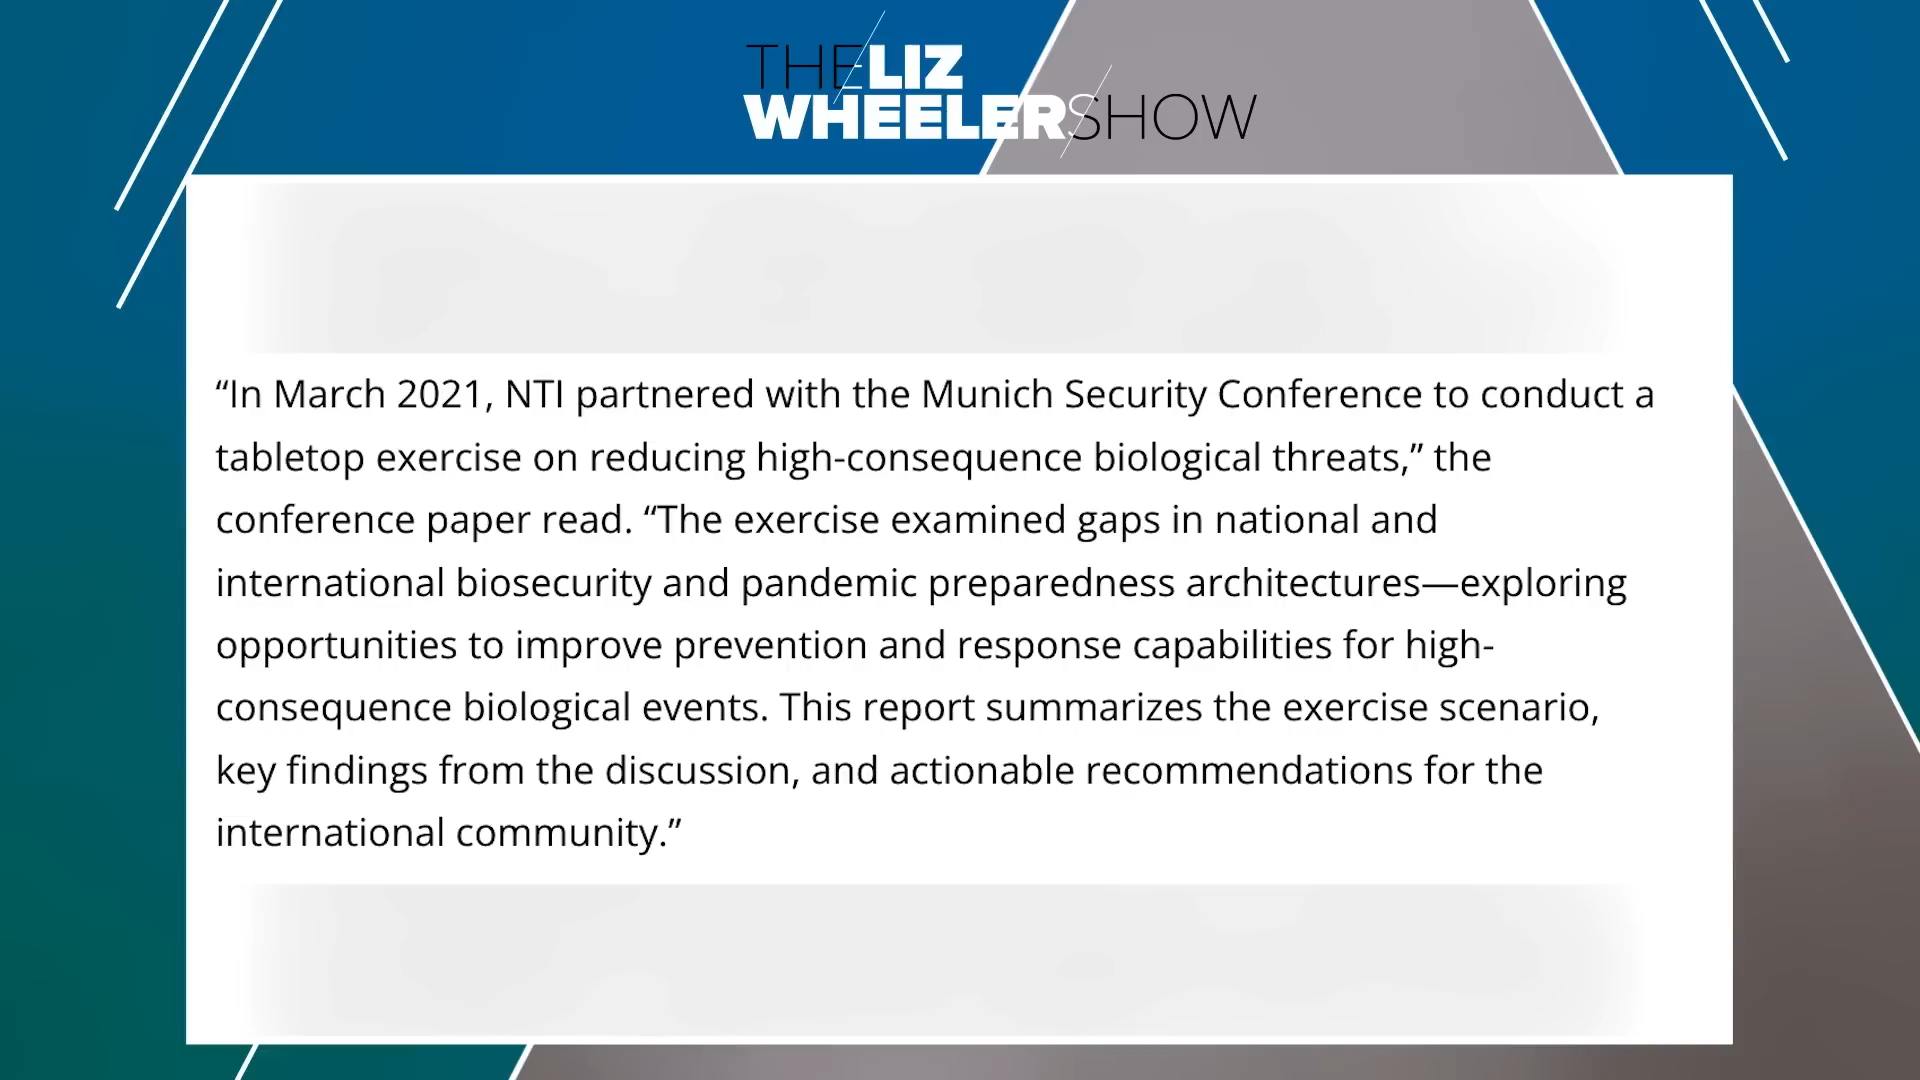 THE LIZ
WHEELER SHOW
“In March 2021, NTI partnered with the Munich Security Conference to conduct a
tabletop exercise on reducing high-consequence biological threats,” the
conference paper read. “The exercise examined gaps in national and
international biosecurity and pandemic preparedness architectures—exploring
opportunities to improve prevention and response capabilities for high-
consequence biological events. This report summarizes the exercise scenario,
key findings from the discussion, and actionable recommendations for the
international community.”